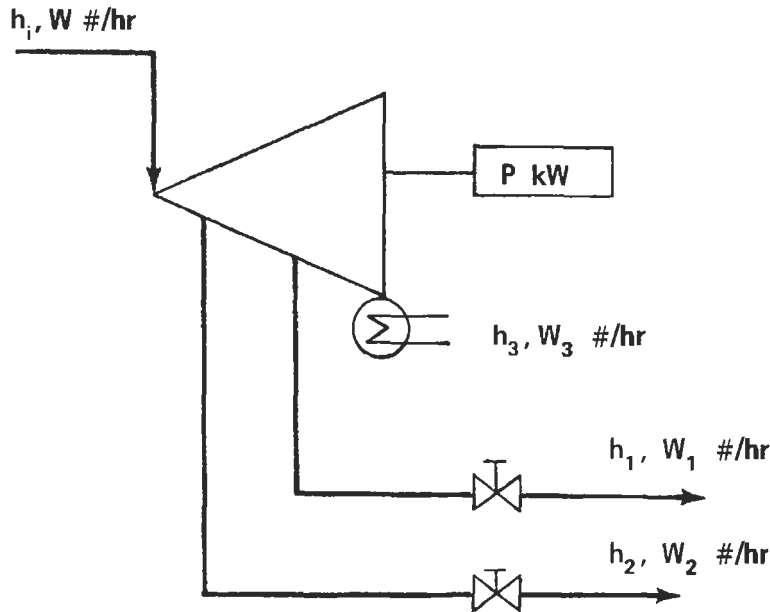 hᵢ, W #/hr
P kW
h₃, W₃ #/hr
h₁, W₁ #/hr
h₂, W₂ #/hr